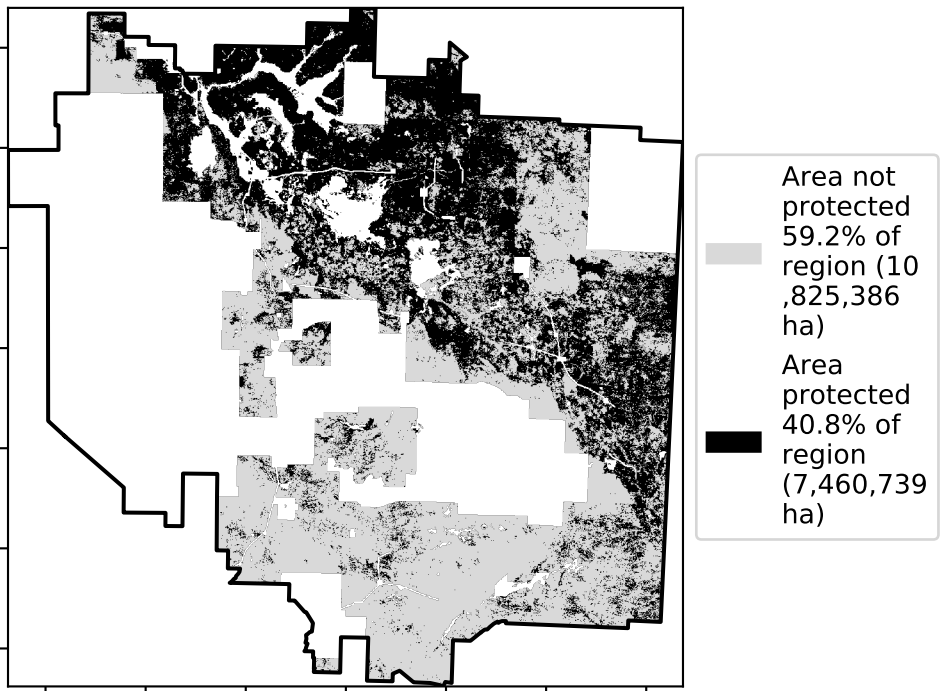 Area not
protected
59.2% of
region (10
,825,386
ha)
Area
protected
40.8% of
region
(7,460,739
ha)